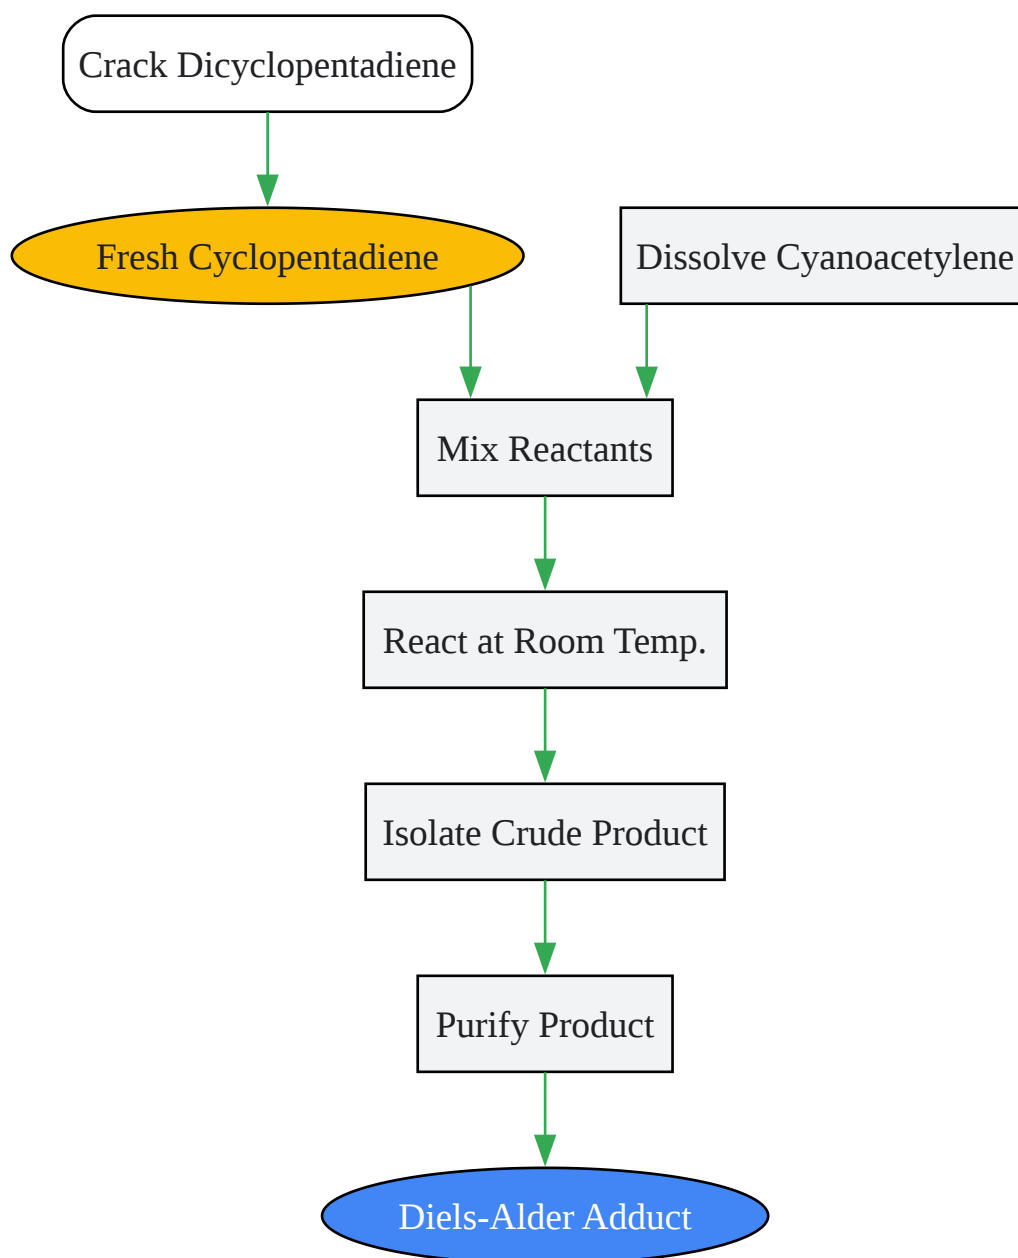 Crack Dicyclopentadiene
Fresh Cyclopentadiene
Dissolve Cyanoacetylene
Mix Reactants
React at Room Temp.
Isolate Crude Product
Purify Product
Diels-Alder Adduct